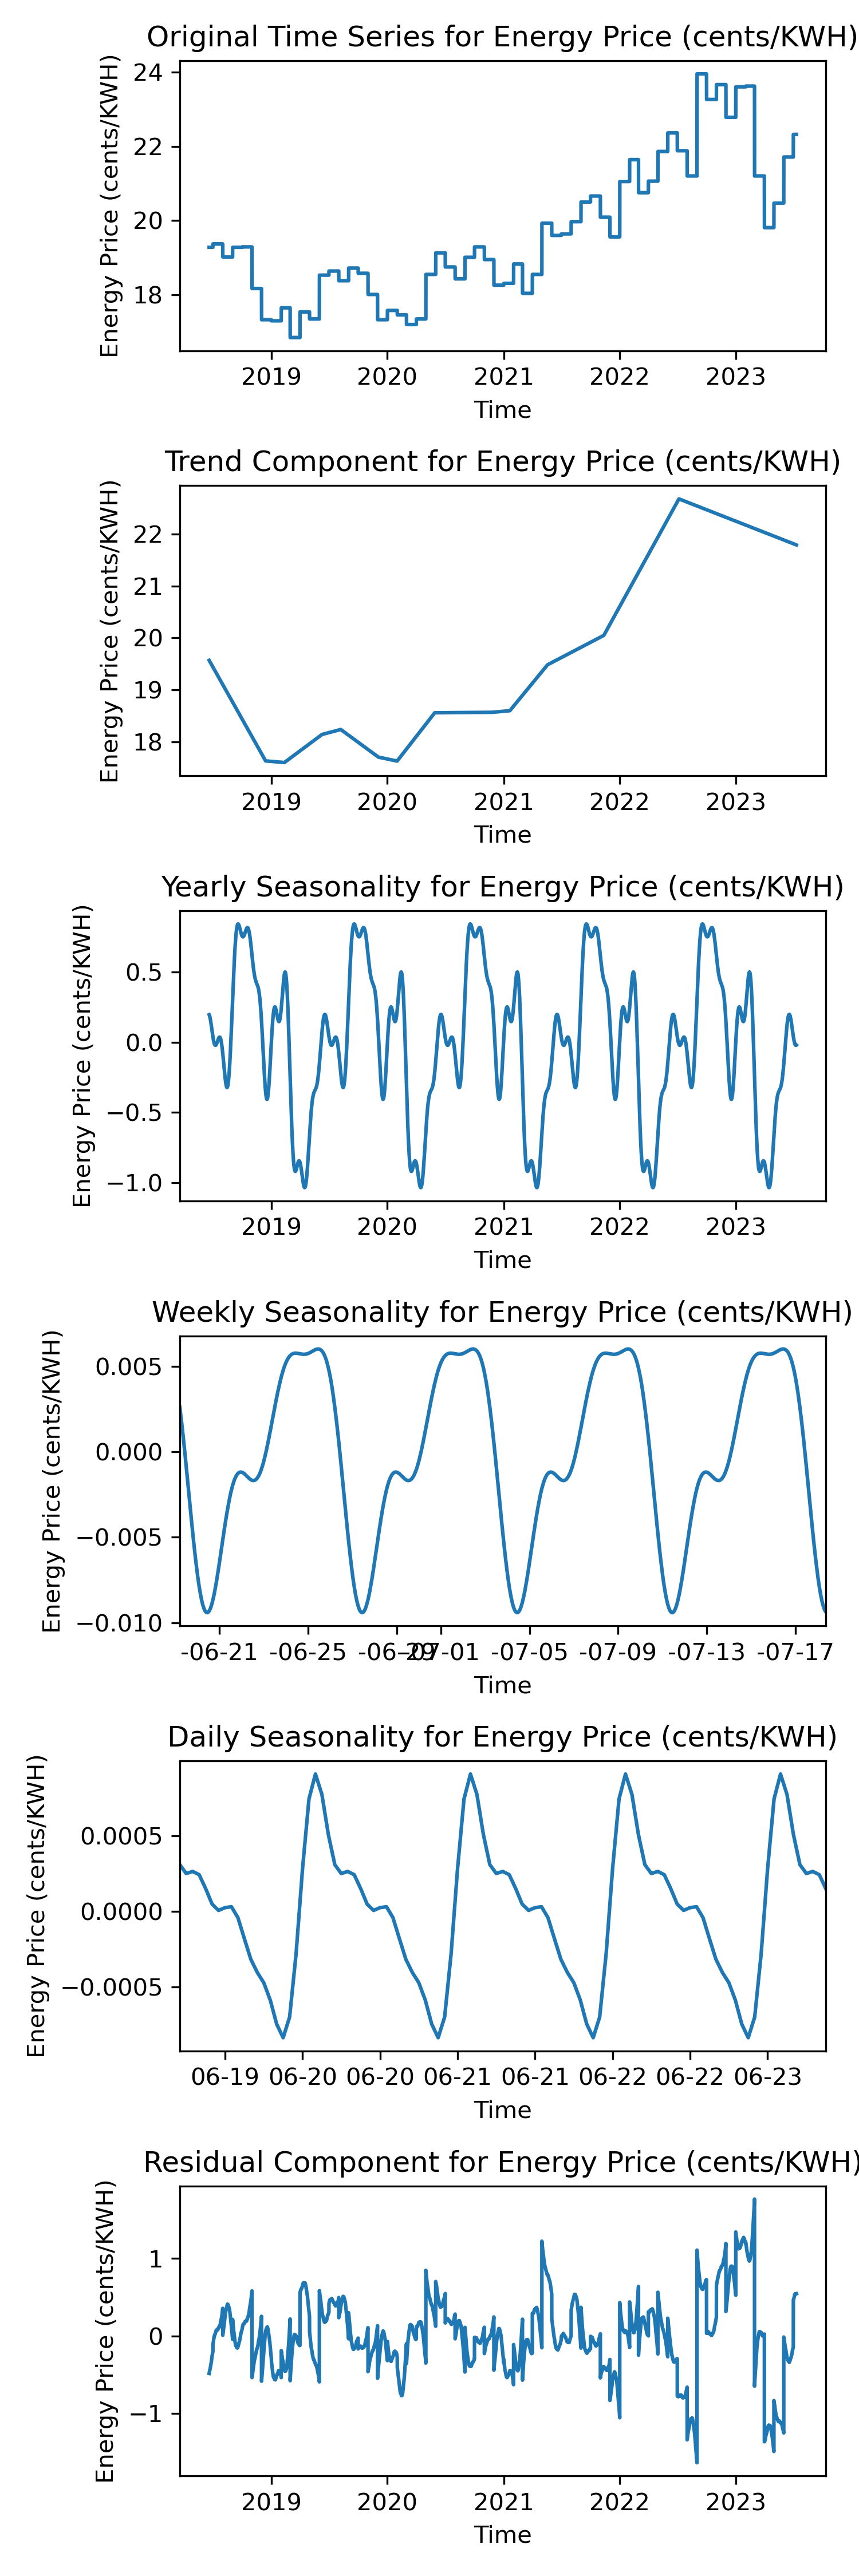 Original Time Series for Energy Price (cents/KWH)
Energy Price (cents/KWH)
24
22
20
18
2019 2020 2021 2022 2023
Time
Trend Component for Energy Price (cents/KWH)
Energy Price (cents/KWH)
22
21
20
19
18
2019 2020 2021 2022 2023
Time
Yearly Seasonality for Energy Price (cents/KWH)
Energy Price (cents/KWH)
0.5
0.0
−0.5
−1.0
2019 2020 2021 2022 2023
Time
Weekly Seasonality for Energy Price (cents/KWH)
Energy Price (cents/KWH)
0.005
0.000
−0.005
−0.010
-06-21 -06-25 -06-29 -07-01 -07-05 -07-09 -07-13 -07-17
Time
Daily Seasonality for Energy Price (cents/KWH)
Energy Price (cents/KWH)
0.0005
0.0000
−0.0005
06-19 06-20 06-20 06-21 06-21 06-22 06-22 06-23
Time
Residual Component for Energy Price (cents/KWH)
Energy Price (cents/KWH)
1
0
−1
2019 2020 2021 2022 2023
Time